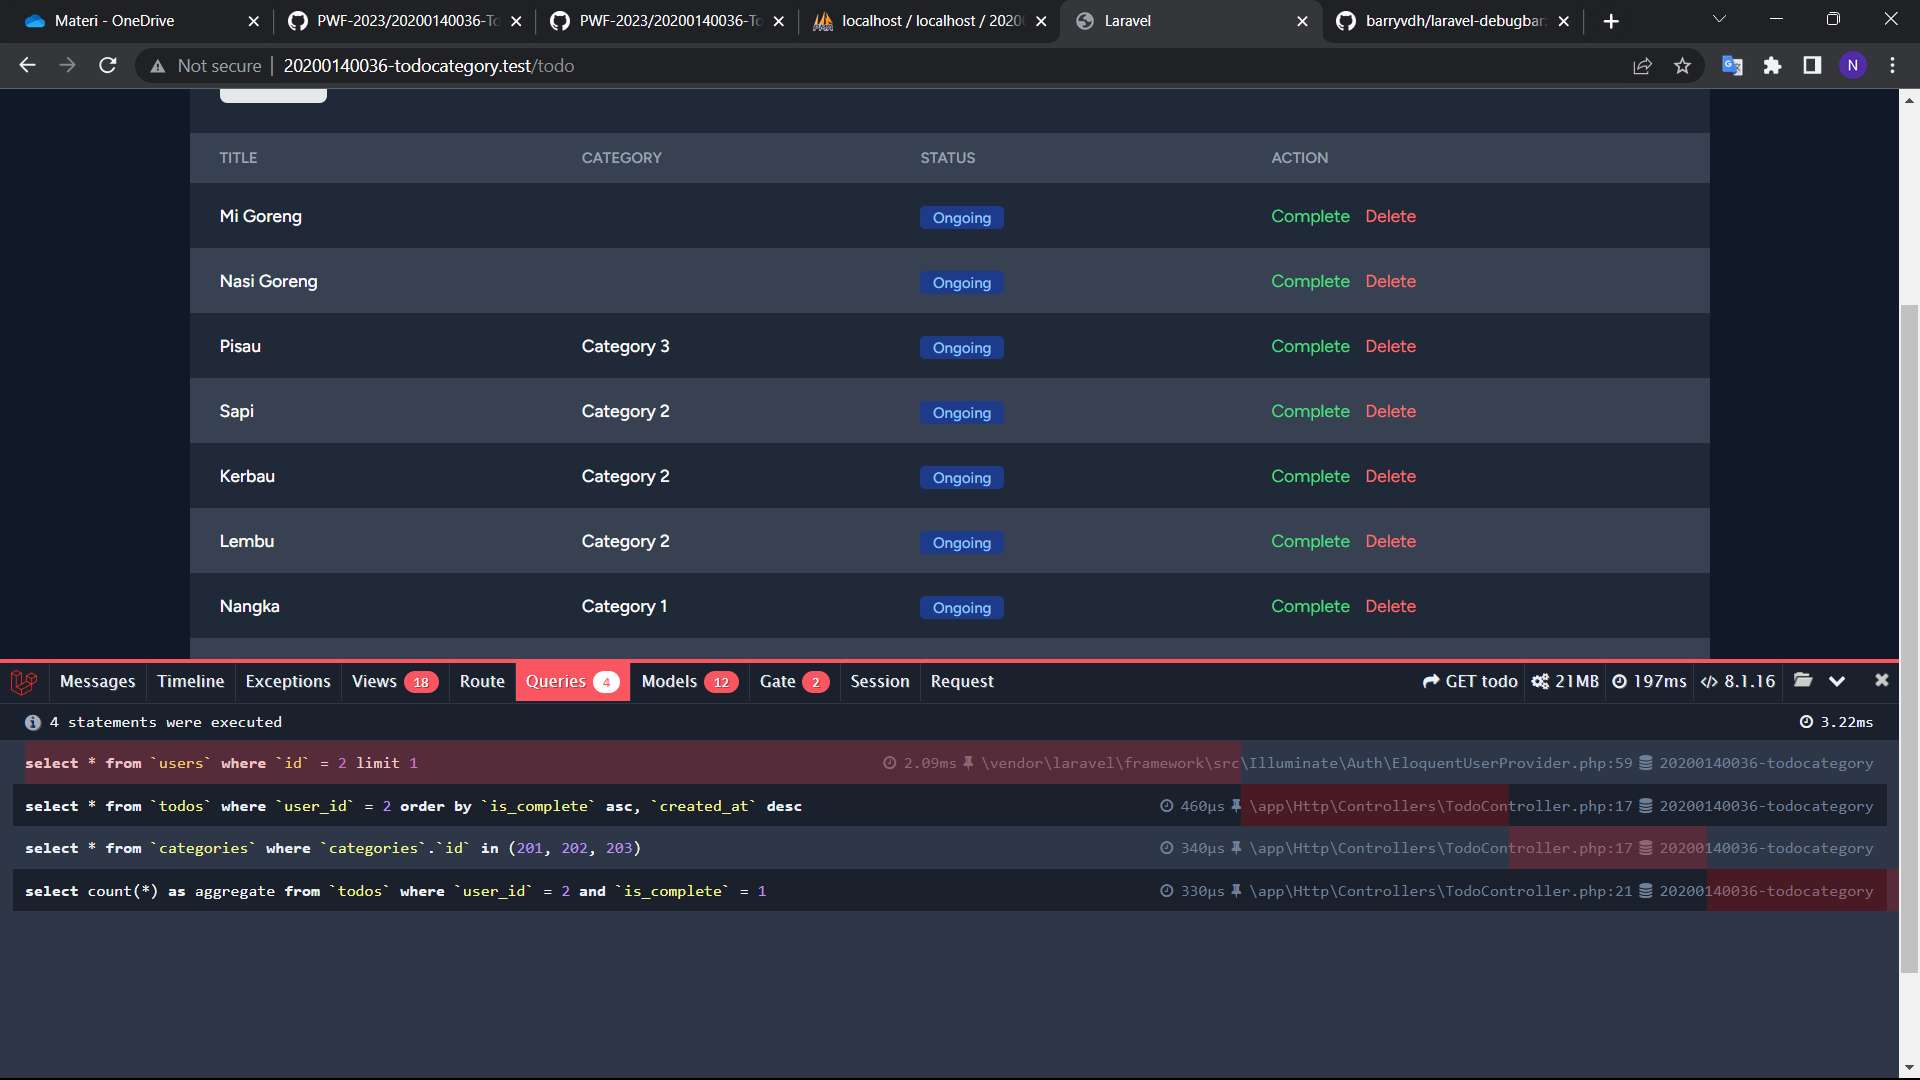 Materi - OneDrive
PWF-2023/20200140036-To
PWF-2023/20200140036-To
localhost / localhost / 2020
Laravel
barryvdh/laravel-debugbar
Not secure | 20200140036-todocategory.test/todo
N
TITLE CATEGORY STATUS ACTION
Mi Goreng Ongoing Complete Delete
Nasi Goreng Ongoing Complete Delete
Pisau Category 3 Ongoing Complete Delete
Sapi Category 2 Ongoing Complete Delete
Kerbau Category 2 Ongoing Complete Delete
Lembu Category 2 Ongoing Complete Delete
Nangka Category 1 Ongoing Complete Delete
Messages Timeline Exceptions Views 18 Route Queries 4 Models 12 Gate 2 Session Request GET todo 21MB 197ms 8.1.16
4 statements were executed 3.22ms
select * from `users` where `id` = 2 limit 1 2.09ms \vendor\laravel\framework\src\Illuminate\Auth\EloquentUserProvider.php:59 20200140036-todocategory
select * from `todos` where `user_id` = 2 order by `is_complete` asc, `created_at` desc 460μs \app\Http\Controllers\TodoController.php:17 20200140036-todocategory
select * from `categories` where `categories`.`id` in (201, 202, 203) 340μs \app\Http\Controllers\TodoController.php:17 20200140036-todocategory
select count(*) as aggregate from `todos` where `user_id` = 2 and `is_complete` = 1 330μs \app\Http\Controllers\TodoController.php:21 20200140036-todocategory